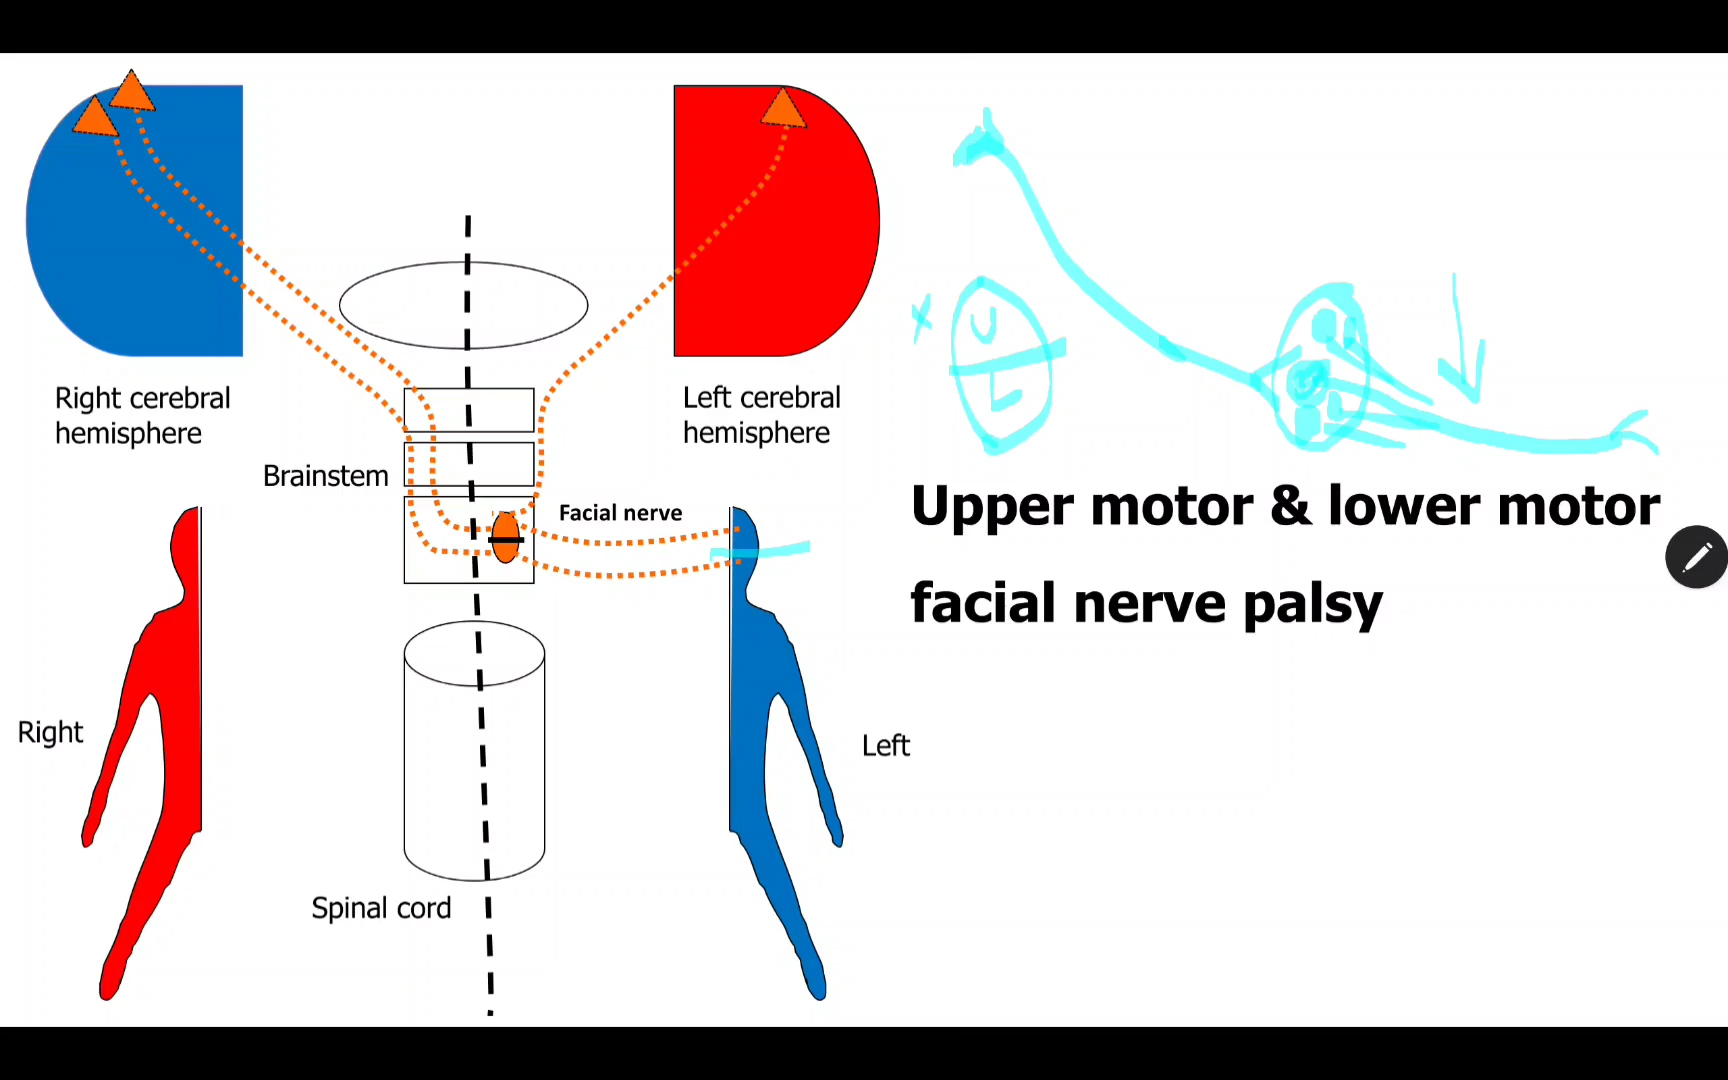 Right cerebral
hemisphere
Left cerebral
hemisphere
Brainstem
Facial nerve
Right
Left
Spinal cord
x
U
L
Upper motor & lower motor
facial nerve palsy